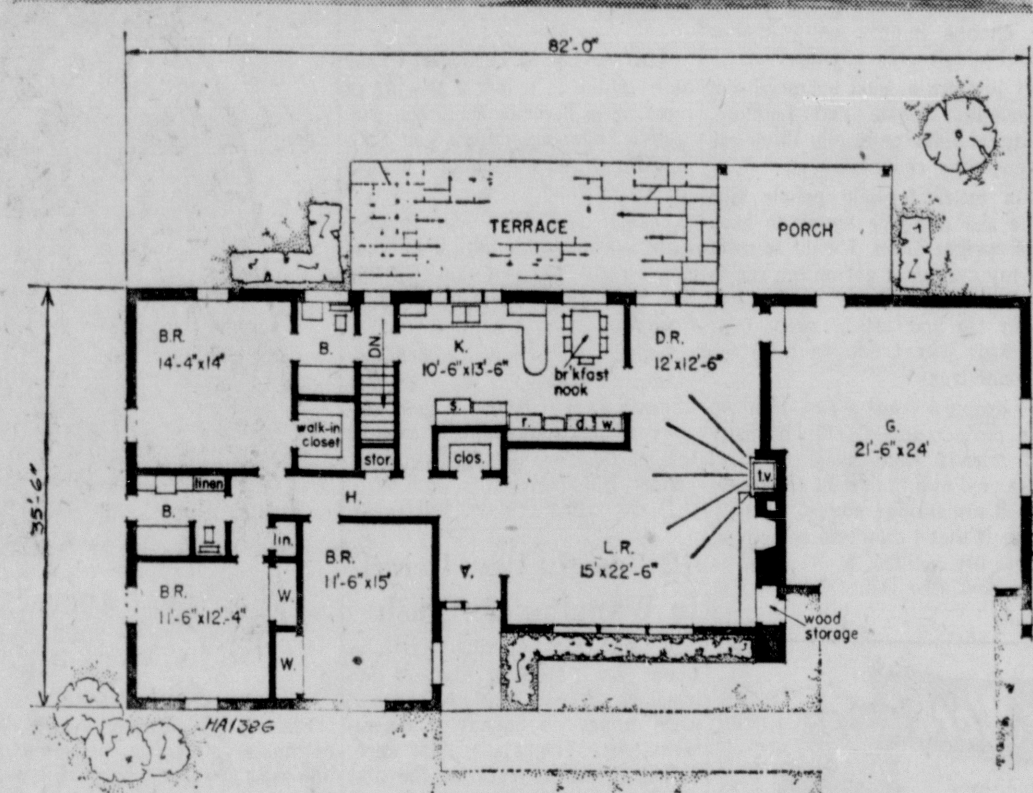 82'-0"
TERRACE
PORCH
35'-6"
B.R.
14'-4"x14'
B.
DN
K.
10'-6"x13'-6"
br'kfast
nook
D.R.
12'x12'-6"
G.
21'-6"x24'
walk-in
closet
s.
r.
d.
w.
stor.
clos.
t.v.
linen
B.
H.
lin.
B.R.
11'-6"x15'
V.
L.R.
15'x22'-6"
B.R.
11'-6"x12'-4"
W.
W.
wood
storage
HA1386